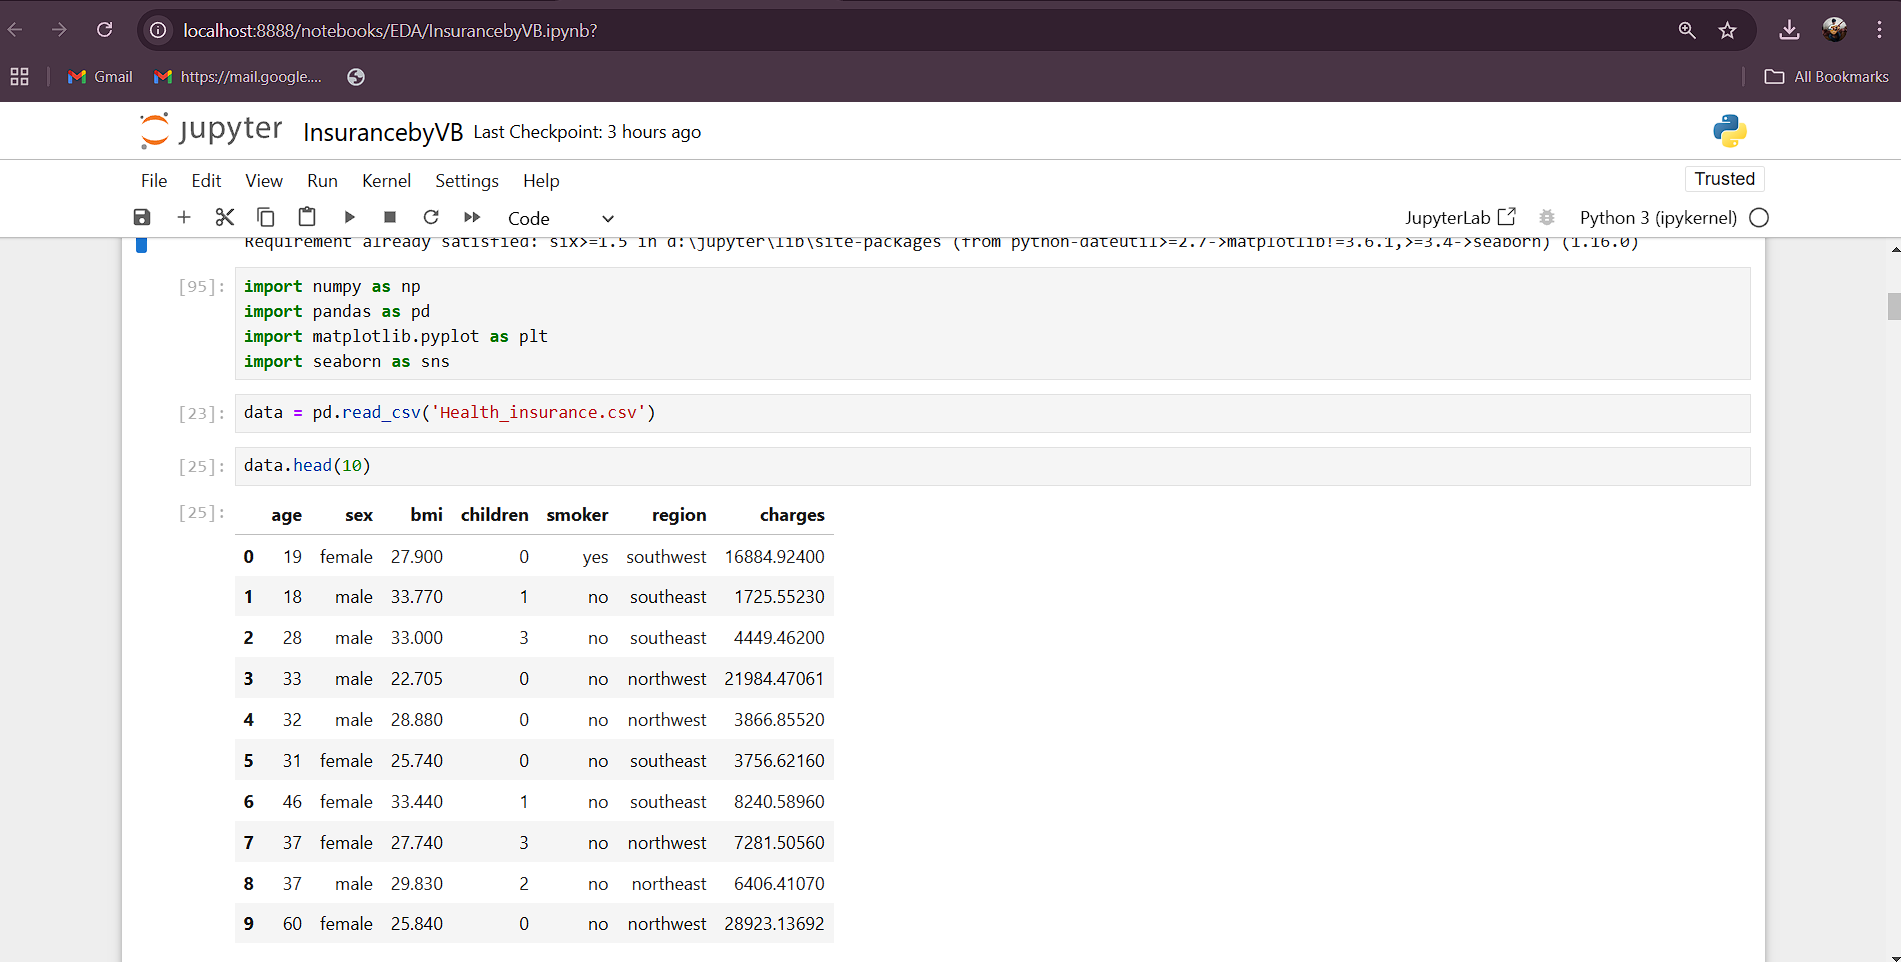 localhost:8888/notebooks/EDA/InsurancebyVB.ipynb?
Gmail https://mail.google.... All Bookmarks
jupyter InsurancebyVB Last Checkpoint: 3 hours ago
File Edit View Run Kernel Settings Help Trusted
Code JupyterLab Python 3 (ipykernel)
Requirement already satisfied: six>=1.5 in d:\jupyter\lib\site-packages (from python-dateutil>=2.7->matplotlib!=3.6.1,>=3.4->seaborn) (1.16.0)
[95]: import numpy as np
import pandas as pd
import matplotlib.pyplot as plt
import seaborn as sns
[23]: data = pd.read_csv('Health_insurance.csv')
[25]: data.head(10)
[25]: age sex bmi children smoker region charges
0 19 female 27.900 0 yes southwest 16884.92400
1 18 male 33.770 1 no southeast 1725.55230
2 28 male 33.000 3 no southeast 4449.46200
3 33 male 22.705 0 no northwest 21984.47061
4 32 male 28.880 0 no northwest 3866.85520
5 31 female 25.740 0 no southeast 3756.62160
6 46 female 33.440 1 no southeast 8240.58960
7 37 female 27.740 3 no northwest 7281.50560
8 37 male 29.830 2 no northeast 6406.41070
9 60 female 25.840 0 no northwest 28923.13692